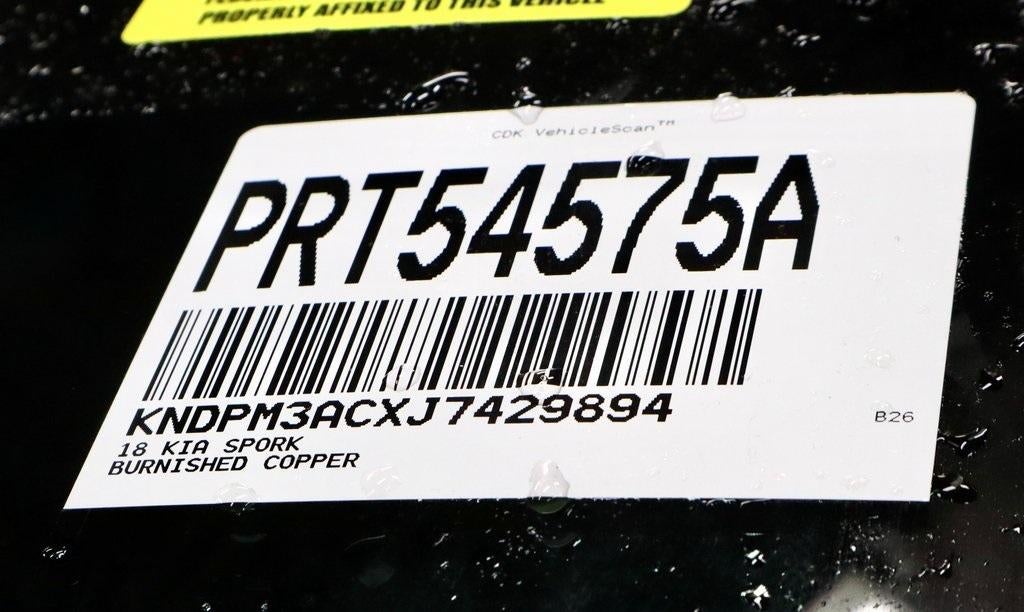 PROPERLY AFFIXED TO THIS VEHICLE
CDK VehicleScan™
PRT54575A
KNDPM3ACXJ7429894
B26
18 KIA SPORK
BURNISHED COPPER